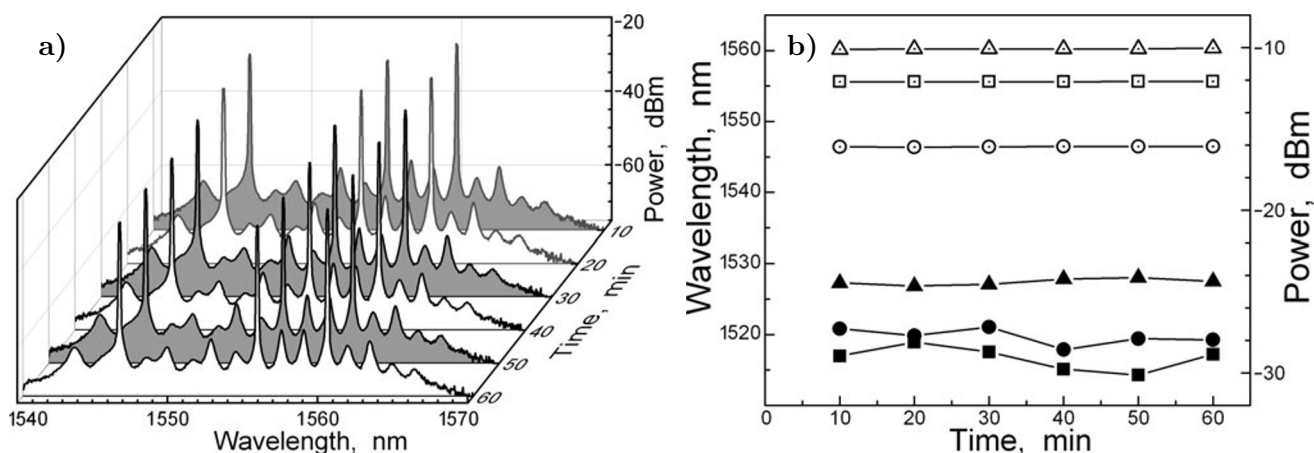 a)
−20
−40
−60
Power, dBm
10
20
30
40
50
60
Time, min
1540 1550 1560 1570
Wavelength, nm
b)
1560
1550
1540
1530
1520
Wavelength, nm
−10
−20
−30
Power, dBm
0 10 20 30 40 50 60
Time, min